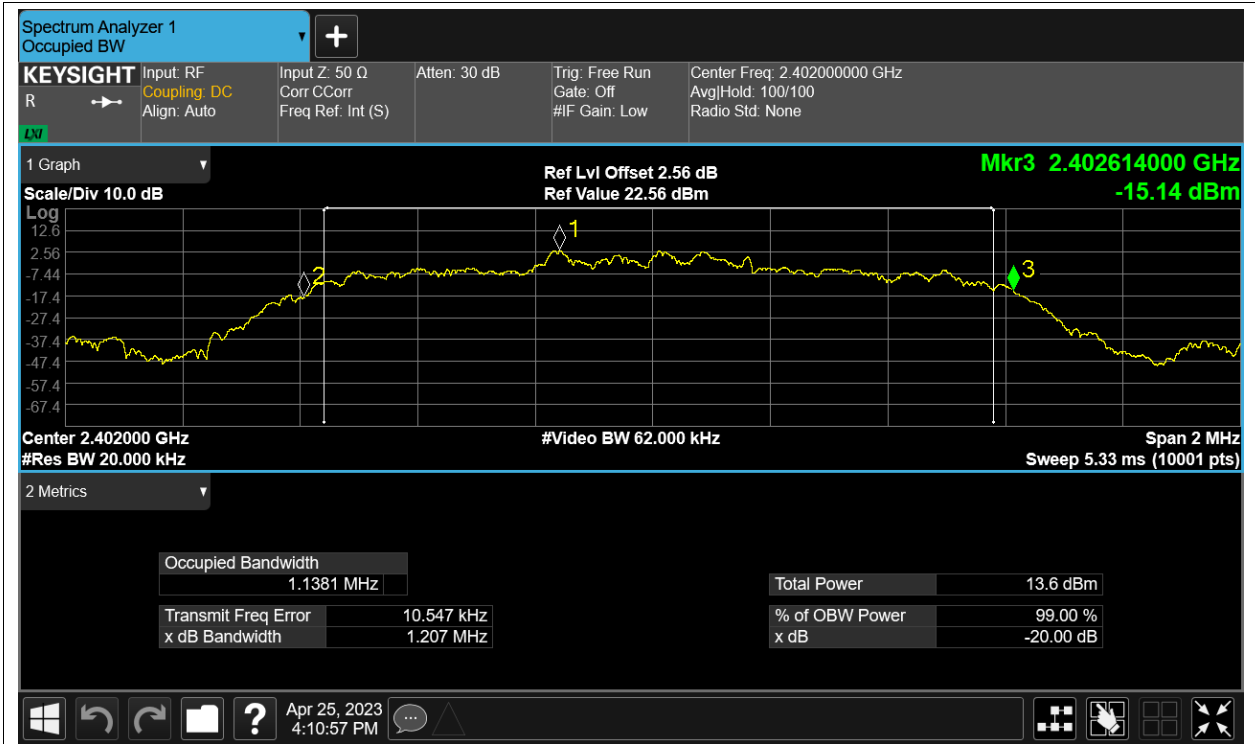 Spectrum Analyzer 1
Occupied BW
KEYSIGHT
R
LXI
Input: RF
Coupling: DC
Align: Auto
Input Z: 50 Ω
Corr CCorr
Freq Ref: Int (S)
Atten: 30 dB
Trig: Free Run
Gate: Off
#IF Gain: Low
Center Freq: 2.402000000 GHz
Avg|Hold: 100/100
Radio Std: None
1 Graph
Scale/Div 10.0 dB
Ref Lvl Offset 2.56 dB
Ref Value 22.56 dBm
Mkr3 2.402614000 GHz
-15.14 dBm
Log
12.6
2.56
-7.44
-17.4
-27.4
-37.4
-47.4
-57.4
-67.4
1
2
3
Center 2.402000 GHz
#Res BW 20.000 kHz
#Video BW 62.000 kHz
Span 2 MHz
Sweep 5.33 ms (10001 pts)
2 Metrics
Occupied Bandwidth
1.1381 MHz
Transmit Freq Error 10.547 kHz
x dB Bandwidth 1.207 MHz
Total Power 13.6 dBm
% of OBW Power 99.00 %
x dB -20.00 dB
?
Apr 25, 2023
4:10:57 PM